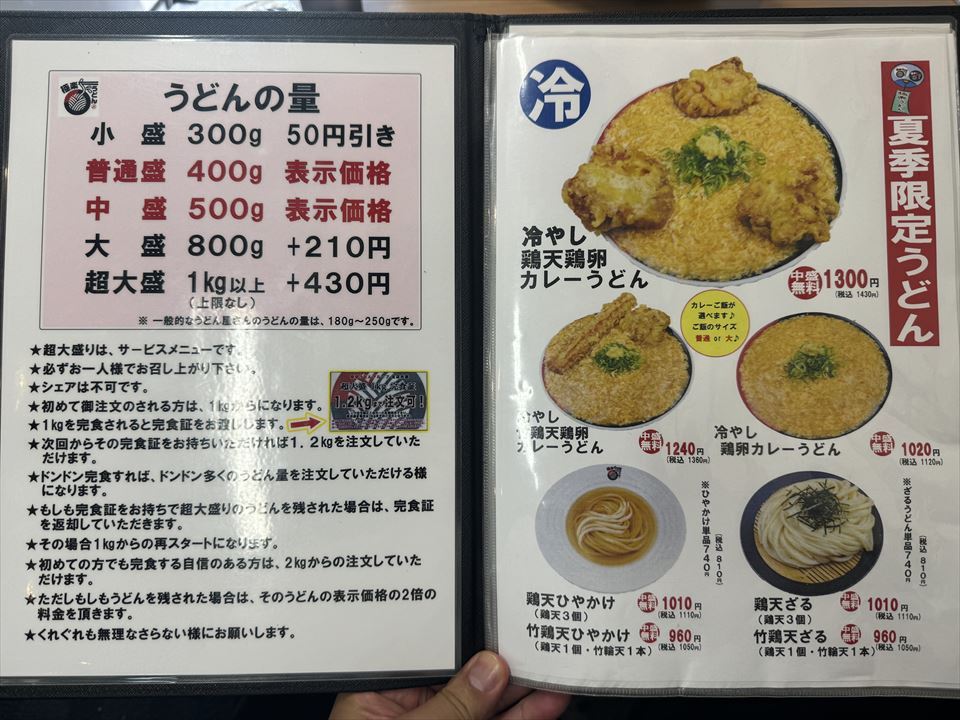 うどんの量
小盛 300g 50円引き
普通盛 400g 表示価格
中盛 500g 表示価格
大盛 800g +210円
超大盛 1kg以上 +430円
(上限なし)
※ 一般的なうどん屋さんのうどんの量は、180g～250gです。
★超大盛りは、サービスメニューです。
★必ずお一人様でお召し上がり下さい。
★シェアは不可です。
★初めて御注文のされる方は、1kgからになります。
★1kgを完食されると完食証をお渡しします。
超大盛 1kg 完食証
1.2kgまで注文可!
★次回からその完食証をお持ちいただければ1.2kgを注文していた
だけます。
★ドンドン完食すれば、ドンドン多くのうどん量を注文していただける様
になります。
★もしも完食証をお持ちで超大盛りのうどんを残された場合は、完食証
を返却していただきます。
★その場合1kgからの再スタートになります。
★初めての方でも完食する自信のある方は、2kgからの注文していた
だけます。
★ただしもしもうどんを残された場合は、そのうどんの表示価格の2倍の
料金を頂きます。
★くれぐれも無理なさらない様にお願いします。
冷
夏季限定うどん
冷やし
鶏天鶏卵
カレーうどん
中盛無料 1300円
(税込 1430円)
カレーご飯が
選べます♪
ご飯のサイズ
普通 or 大♪
冷やし
竹鶏天鶏卵
カレーうどん
中盛無料 1240円
(税込 1360円)
冷やし
鶏卵カレーうどん
中盛無料 1020円
(税込 1120円)
※ひやかけ単品740円
(税込 810円)
※ざるうどん単品740円
(税込 810円)
鶏天ひやかけ 中盛無料 1010円
(鶏天3個) (税込 1110円)
竹鶏天ひやかけ 中盛無料 960円
(鶏天1個・竹輪天1本) (税込 1050円)
鶏天ざる 中盛無料 1010円
(鶏天3個) (税込 1110円)
竹鶏天ざる 中盛無料 960円
(鶏天1個・竹輪天1本) (税込 1050円)